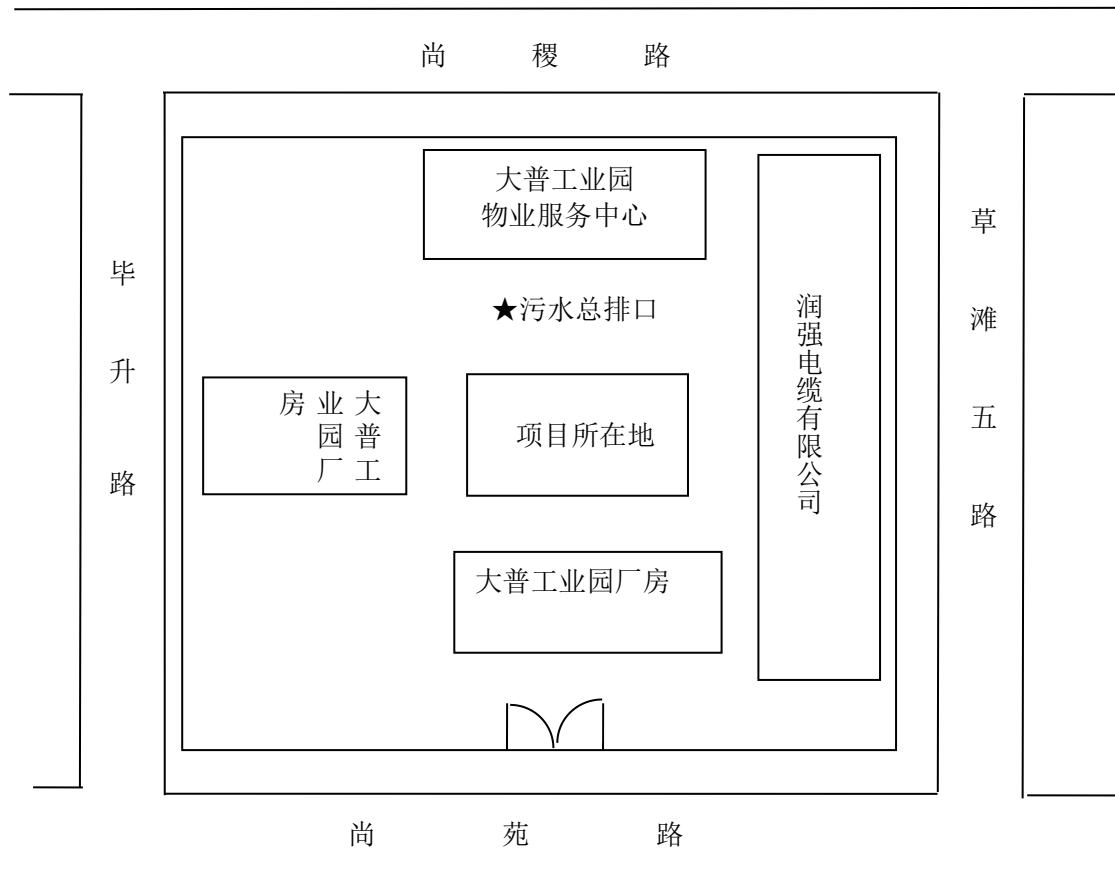 尚稷路
大普工业园
物业服务中心
草滩五路
毕升路
★污水总排口
润强电缆有限公司
大普工
业园厂
房
项目所在地
大普工业园厂房
尚苑路